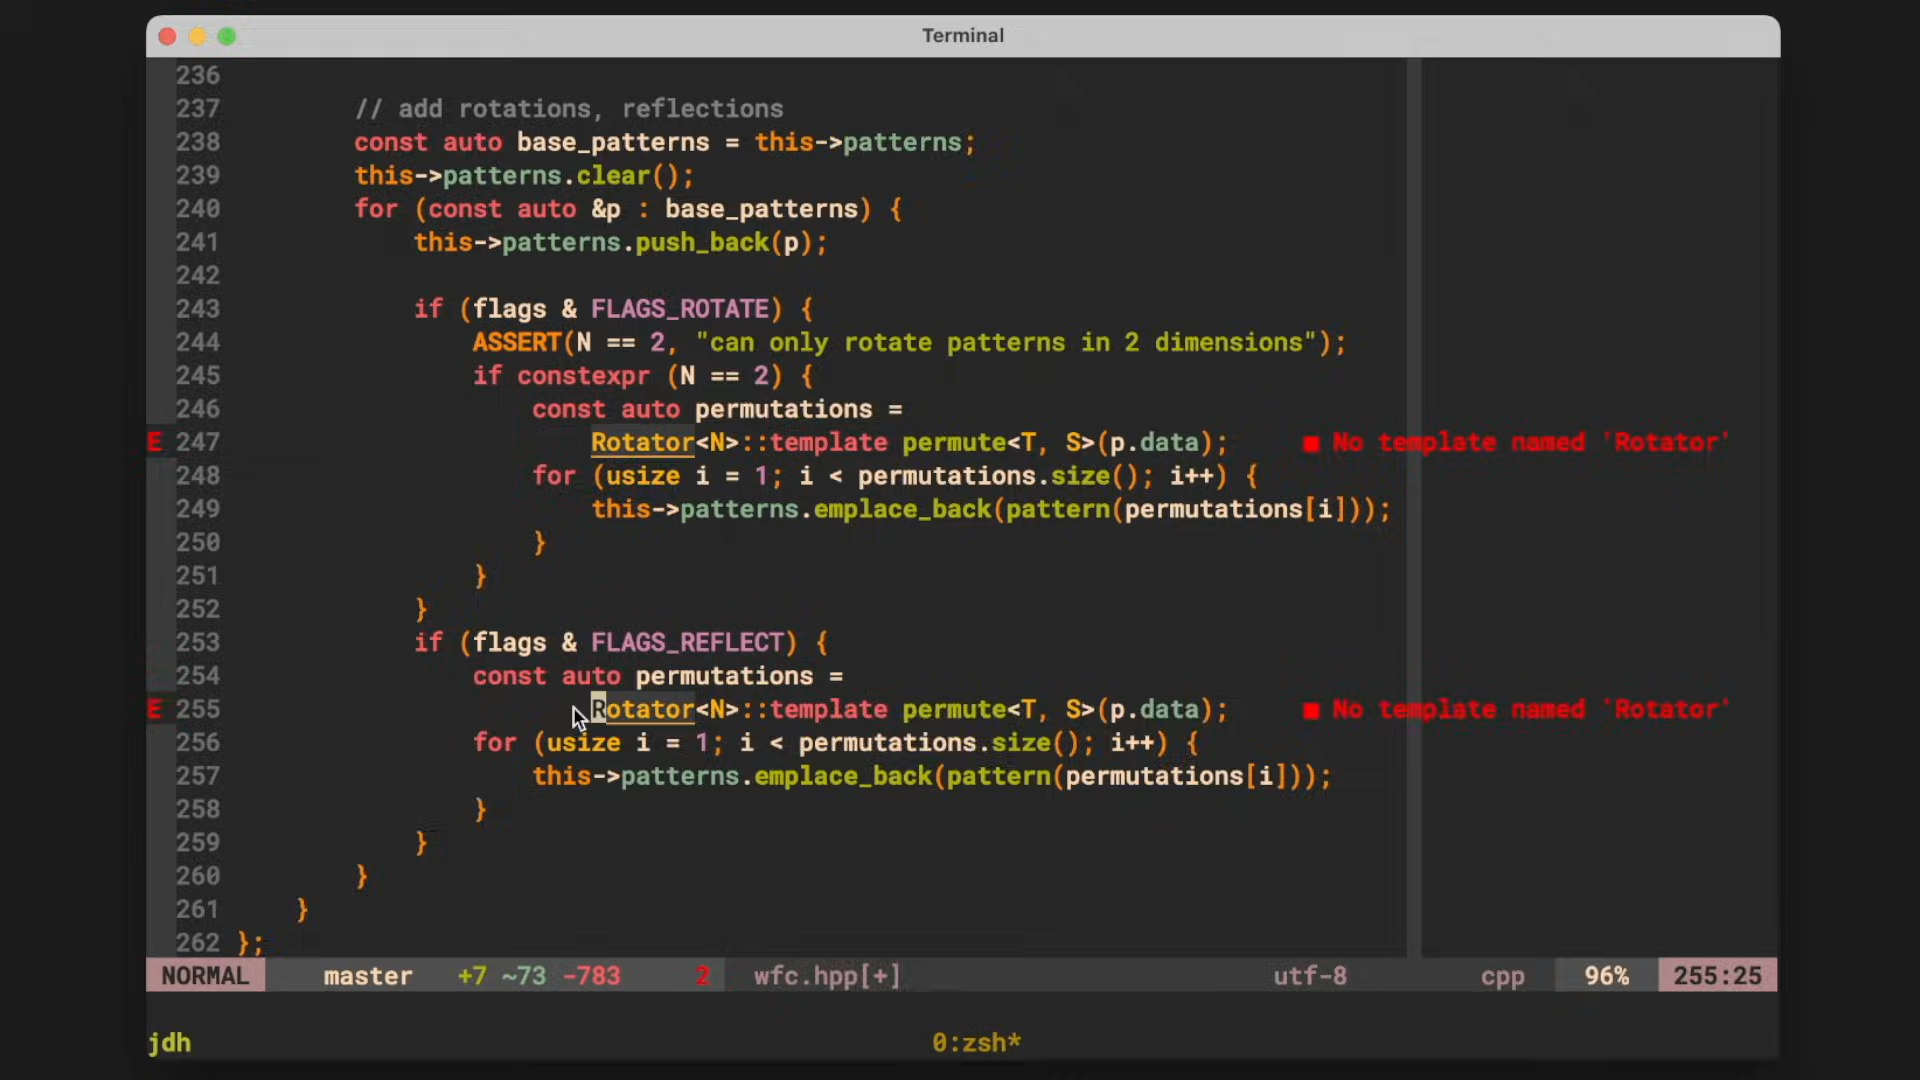 Terminal
236
237 // add rotations, reflections
238 const auto base_patterns = this->patterns;
239 this->patterns.clear();
240 for (const auto &p : base_patterns) {
241 this->patterns.push_back(p);
242
243 if (flags & FLAGS_ROTATE) {
244 ASSERT(N == 2, "can only rotate patterns in 2 dimensions");
245 if constexpr (N == 2) {
246 const auto permutations =
E 247 Rotator<N>::template permute<T, S>(p.data); ■ No template named 'Rotator'
248 for (usize i = 1; i < permutations.size(); i++) {
249 this->patterns.emplace_back(pattern(permutations[i]));
250 }
251 }
252 }
253 if (flags & FLAGS_REFLECT) {
254 const auto permutations =
E 255 Rotator<N>::template permute<T, S>(p.data); ■ No template named 'Rotator'
256 for (usize i = 1; i < permutations.size(); i++) {
257 this->patterns.emplace_back(pattern(permutations[i]));
258 }
259 }
260 }
261 }
262 };
NORMAL master +7 ~73 -783 2 wfc.hpp[+] utf-8 cpp 96% 255:25
jdh 0:zsh*